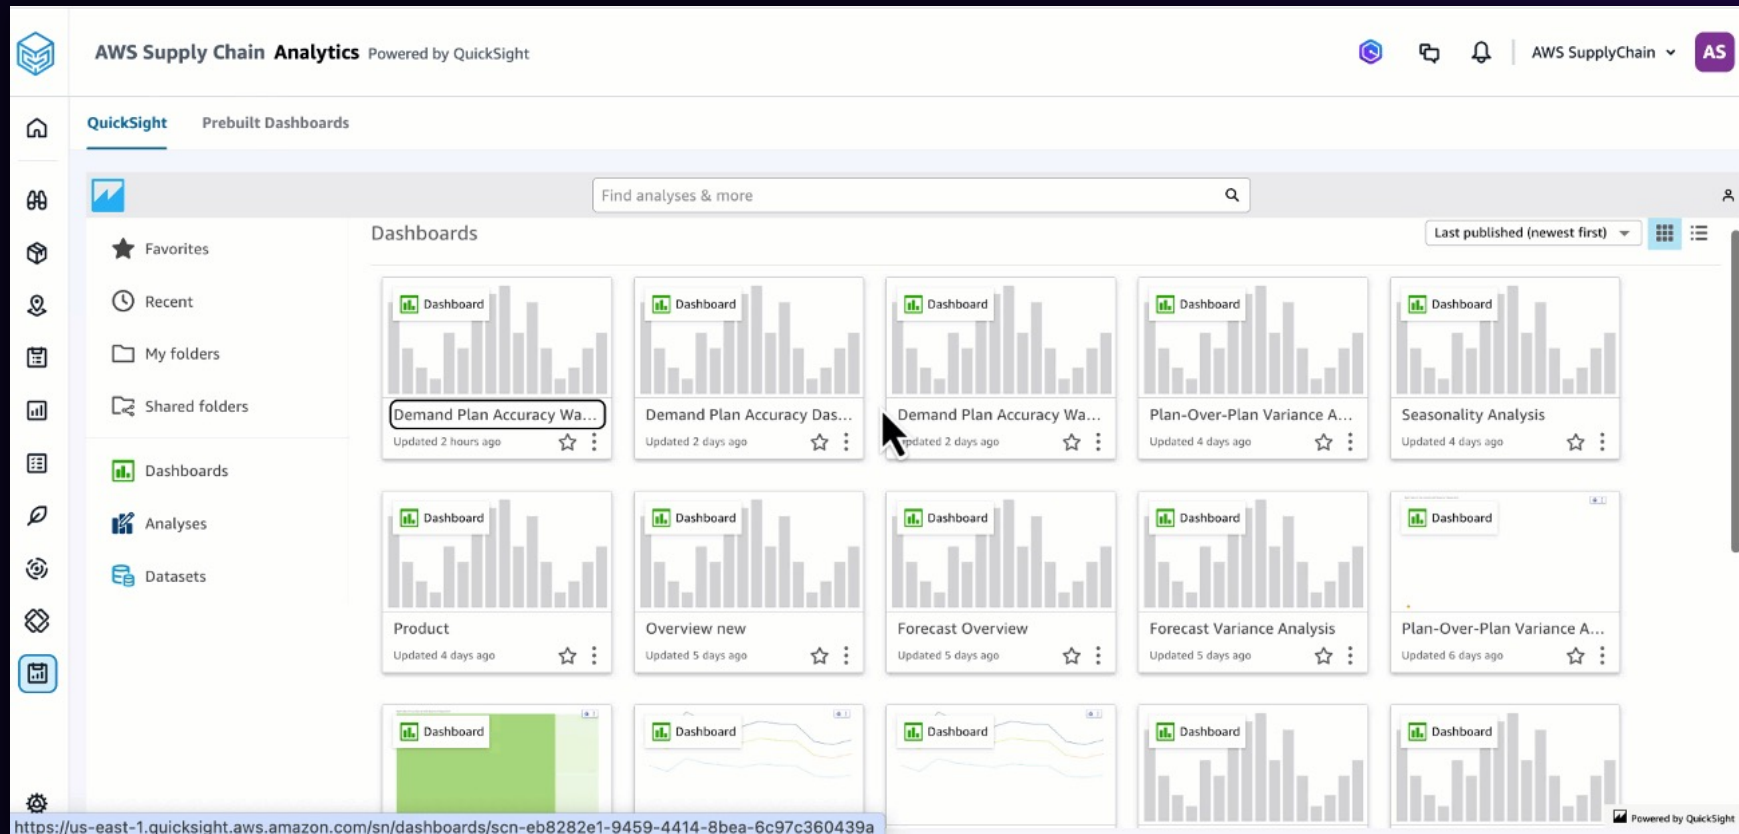 AWS Supply Chain Analytics Powered by QuickSight
AWS SupplyChain
AS
QuickSight
Prebuilt Dashboards
Find analyses & more
Favorites
Recent
My folders
Shared folders
Dashboards
Analyses
Datasets
Dashboards
Last published (newest first)
Dashboard
Demand Plan Accuracy Wa...
Updated 2 hours ago
Dashboard
Demand Plan Accuracy Das...
Updated 2 days ago
Dashboard
Demand Plan Accuracy Wa...
Updated 2 days ago
Dashboard
Plan-Over-Plan Variance A...
Updated 4 days ago
Dashboard
Seasonality Analysis
Updated 4 days ago
Dashboard
Product
Updated 4 days ago
Dashboard
Overview new
Updated 5 days ago
Dashboard
Forecast Overview
Updated 5 days ago
Dashboard
Forecast Variance Analysis
Updated 5 days ago
Dashboard
Plan-Over-Plan Variance A...
Updated 6 days ago
Dashboard
Dashboard
Dashboard
Dashboard
Dashboard
Powered by QuickSight
https://us-east-1.quicksight.aws.amazon.com/sn/dashboards/scn-eb8282e1-9459-4414-8bea-6c97c360439a